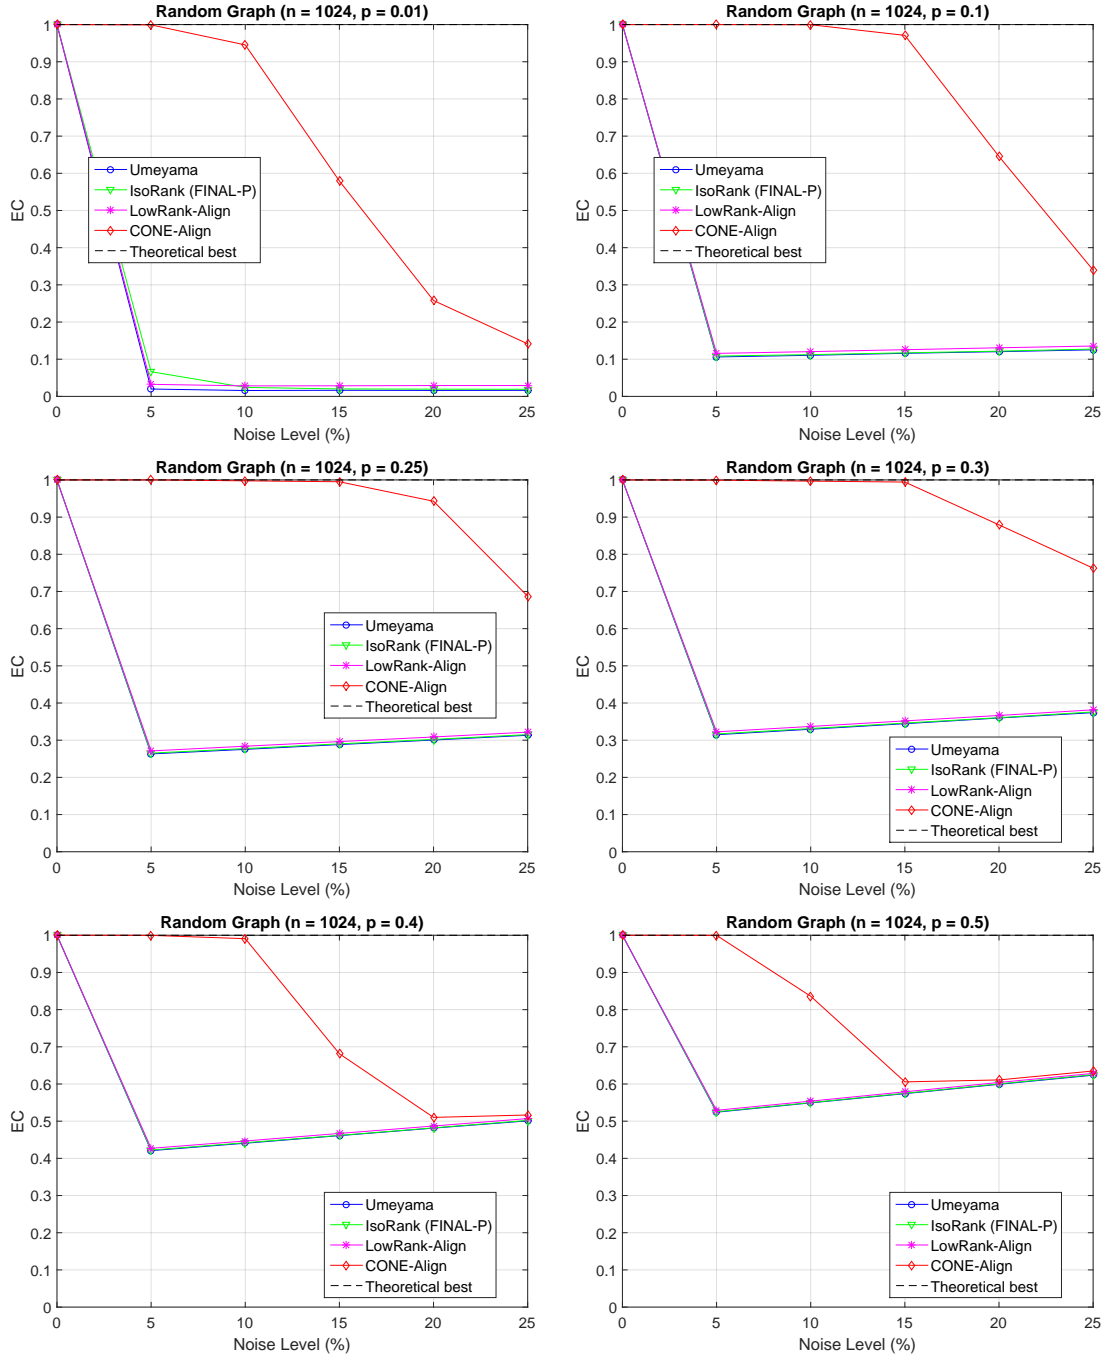 Random Graph (n = 1024, p = 0.01)
1
0.9
0.8
0.7
0.6
0.5
0.4
0.3
0.2
0.1
0
EC
Umeyama
IsoRank (FINAL-P)
LowRank-Align
CONE-Align
Theoretical best
0 5 10 15 20 25
Noise Level (%)
Random Graph (n = 1024, p = 0.1)
1
0.9
0.8
0.7
0.6
0.5
0.4
0.3
0.2
0.1
0
EC
Umeyama
IsoRank (FINAL-P)
LowRank-Align
CONE-Align
Theoretical best
0 5 10 15 20 25
Noise Level (%)
Random Graph (n = 1024, p = 0.25)
1
0.9
0.8
0.7
0.6
0.5
0.4
0.3
0.2
0.1
0
EC
Umeyama
IsoRank (FINAL-P)
LowRank-Align
CONE-Align
Theoretical best
0 5 10 15 20 25
Noise Level (%)
Random Graph (n = 1024, p = 0.3)
1
0.9
0.8
0.7
0.6
0.5
0.4
0.3
0.2
0.1
0
EC
Umeyama
IsoRank (FINAL-P)
LowRank-Align
CONE-Align
Theoretical best
0 5 10 15 20 25
Noise Level (%)
Random Graph (n = 1024, p = 0.4)
1
0.9
0.8
0.7
0.6
0.5
0.4
0.3
0.2
0.1
0
EC
Umeyama
IsoRank (FINAL-P)
LowRank-Align
CONE-Align
Theoretical best
0 5 10 15 20 25
Noise Level (%)
Random Graph (n = 1024, p = 0.5)
1
0.9
0.8
0.7
0.6
0.5
0.4
0.3
0.2
0.1
0
EC
Umeyama
IsoRank (FINAL-P)
LowRank-Align
CONE-Align
Theoretical best
0 5 10 15 20 25
Noise Level (%)